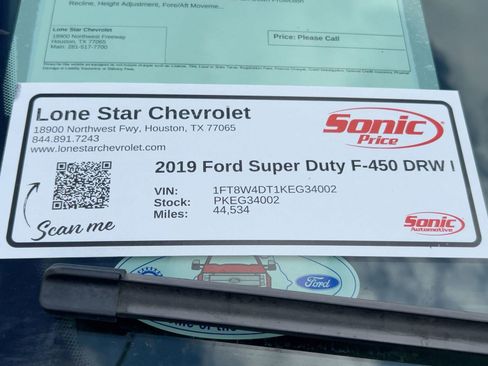 Recline, Height Adjustment, Fore/Aft Moveme...
Lone Star Chevrolet
18900 Northwest Freeway
Houston, TX 77065
Main: 281-517-7700
Price: Please Call
Lone Star Chevrolet
18900 Northwest Fwy, Houston, TX 77065
844.891.7243
www.lonestarchevrolet.com
Sonic
Price
2019 Ford Super Duty F-450 DRW
VIN: 1FT8W4DT1KEG34002
Stock: PKEG34002
Miles: 44,534
Scan me
Sonic
Automotive
Ford
of the